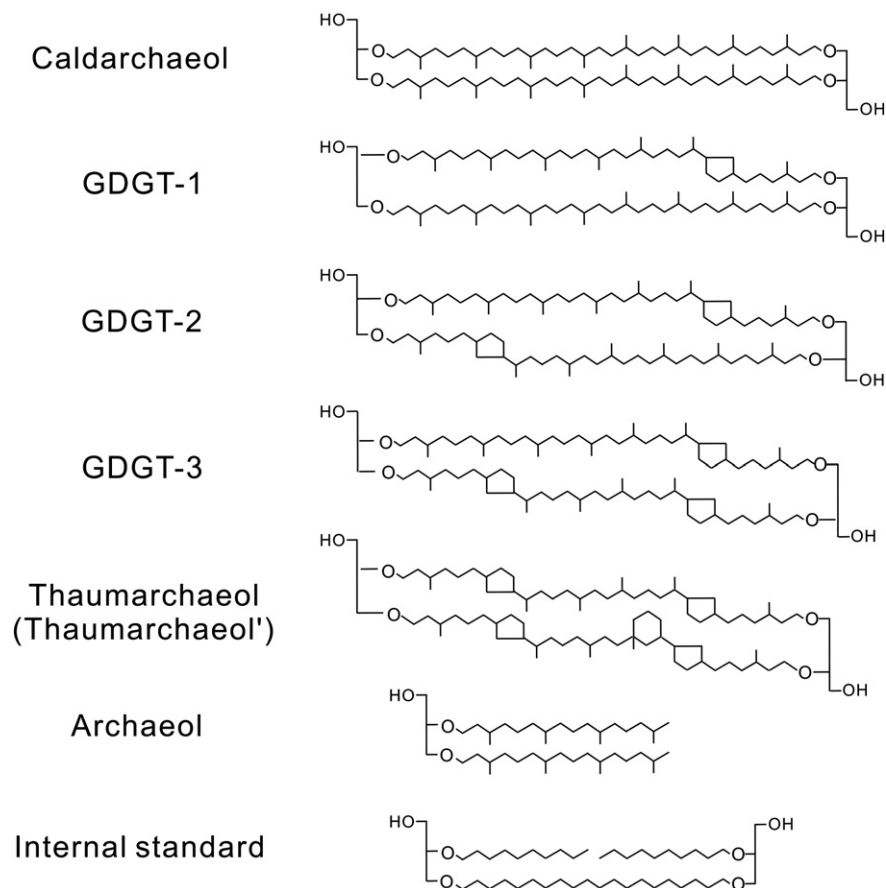 HO
Caldarchaeol
O
O
O
O
OH
HO
GDGT-1
O
O
O
O
OH
HO
GDGT-2
O
O
O
O
OH
HO
GDGT-3
O
O
O
O
OH
HO
Thaumarchaeol
(Thaumarchaeol')
O
O
O
O
OH
HO
Archaeol
O
O
HO
OH
Internal standard
O
O
O
O